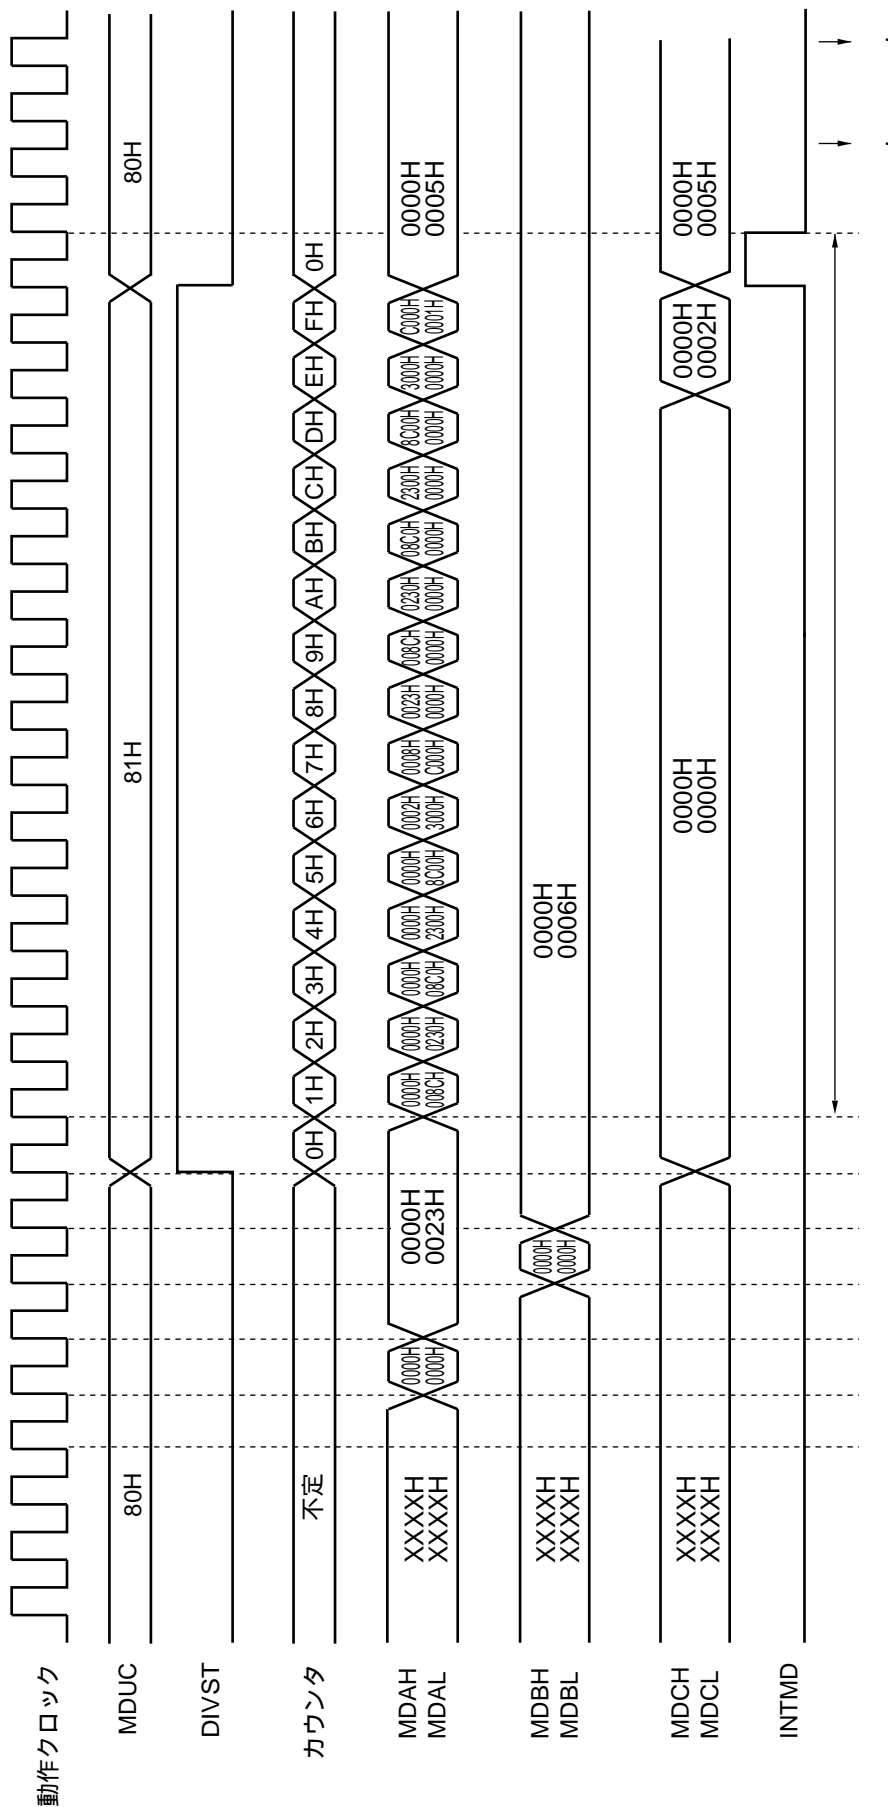 動作クロック
MDUC
80H
81H
80H
DIVST
カウンタ
不定
0H
1H
2H
3H
4H
5H
6H
7H
8H
9H
AH
BH
CH
DH
EH
FH
0H
MDAH
MDAL
XXXXH
XXXXH
0000H
0000H
0000H
0023H
0000H
008CH
0000H
0230H
0000H
08C0H
0000H
2300H
0000H
8C00H
0002H
3000H
0008H
C000H
0023H
0000H
008CH
0000H
0230H
0000H
08C0H
0000H
2300H
0000H
8C00H
0000H
3000H
0000H
C000H
0001H
0000H
0005H
MDBH
MDBL
XXXXH
XXXXH
0000H
0000H
0000H
0006H
MDCH
MDCL
XXXXH
XXXXH
0000H
0000H
0000H
0002H
0000H
0005H
INTMD